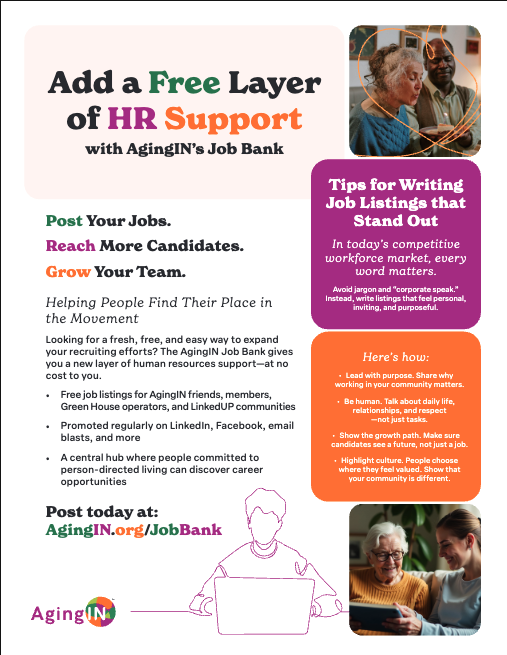 Add a Free Layer
of HR Support
with AgingIN's Job Bank
Post Your Jobs.
Reach More Candidates.
Grow Your Team.
Helping People Find Their Place in
the Movement
Looking for a fresh, free, and easy way to expand
your recruiting efforts? The AgingIN Job Bank gives
you a new layer of human resources support—at no
cost to you.
• Free job listings for AgingIN friends, members,
Green House operators, and LinkedUP communities
• Promoted regularly on LinkedIn, Facebook, email
blasts, and more
• A central hub where people committed to
person-directed living can discover career
opportunities
Post today at:
AgingIN.org/JobBank
AgingIN
Tips for Writing
Job Listings that
Stand Out
In today's competitive
workforce market, every
word matters.
Avoid jargon and "corporate speak."
Instead, write listings that feel personal,
inviting, and purposeful.
Here's how:
• Lead with purpose. Share why
working in your community matters.
• Be human. Talk about daily life,
relationships, and respect
—not just tasks.
• Show the growth path. Make sure
candidates see a future, not just a job.
• Highlight culture. People choose
where they feel valued. Show that
your community is different.